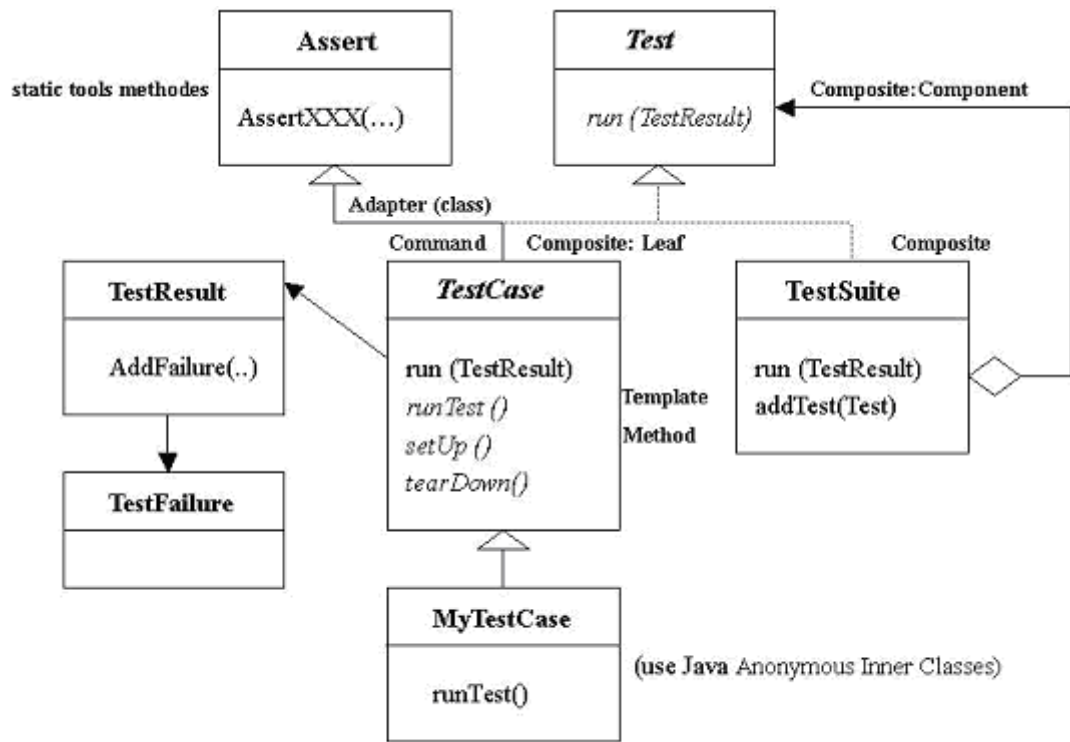 Assert
Test
static tools methodes
AssertXXX(...)
run (TestResult)
Composite:Component
Adapter (class)
Command
Composite: Leaf
Composite
TestResult
AddFailure(..)
TestCase
run (TestResult)
runTest ()
setUp ()
tearDown()
Template
Method
TestSuite
run (TestResult)
addTest(Test)
TestFailure
MyTestCase
runTest()
(use Java Anonymous Inner Classes)